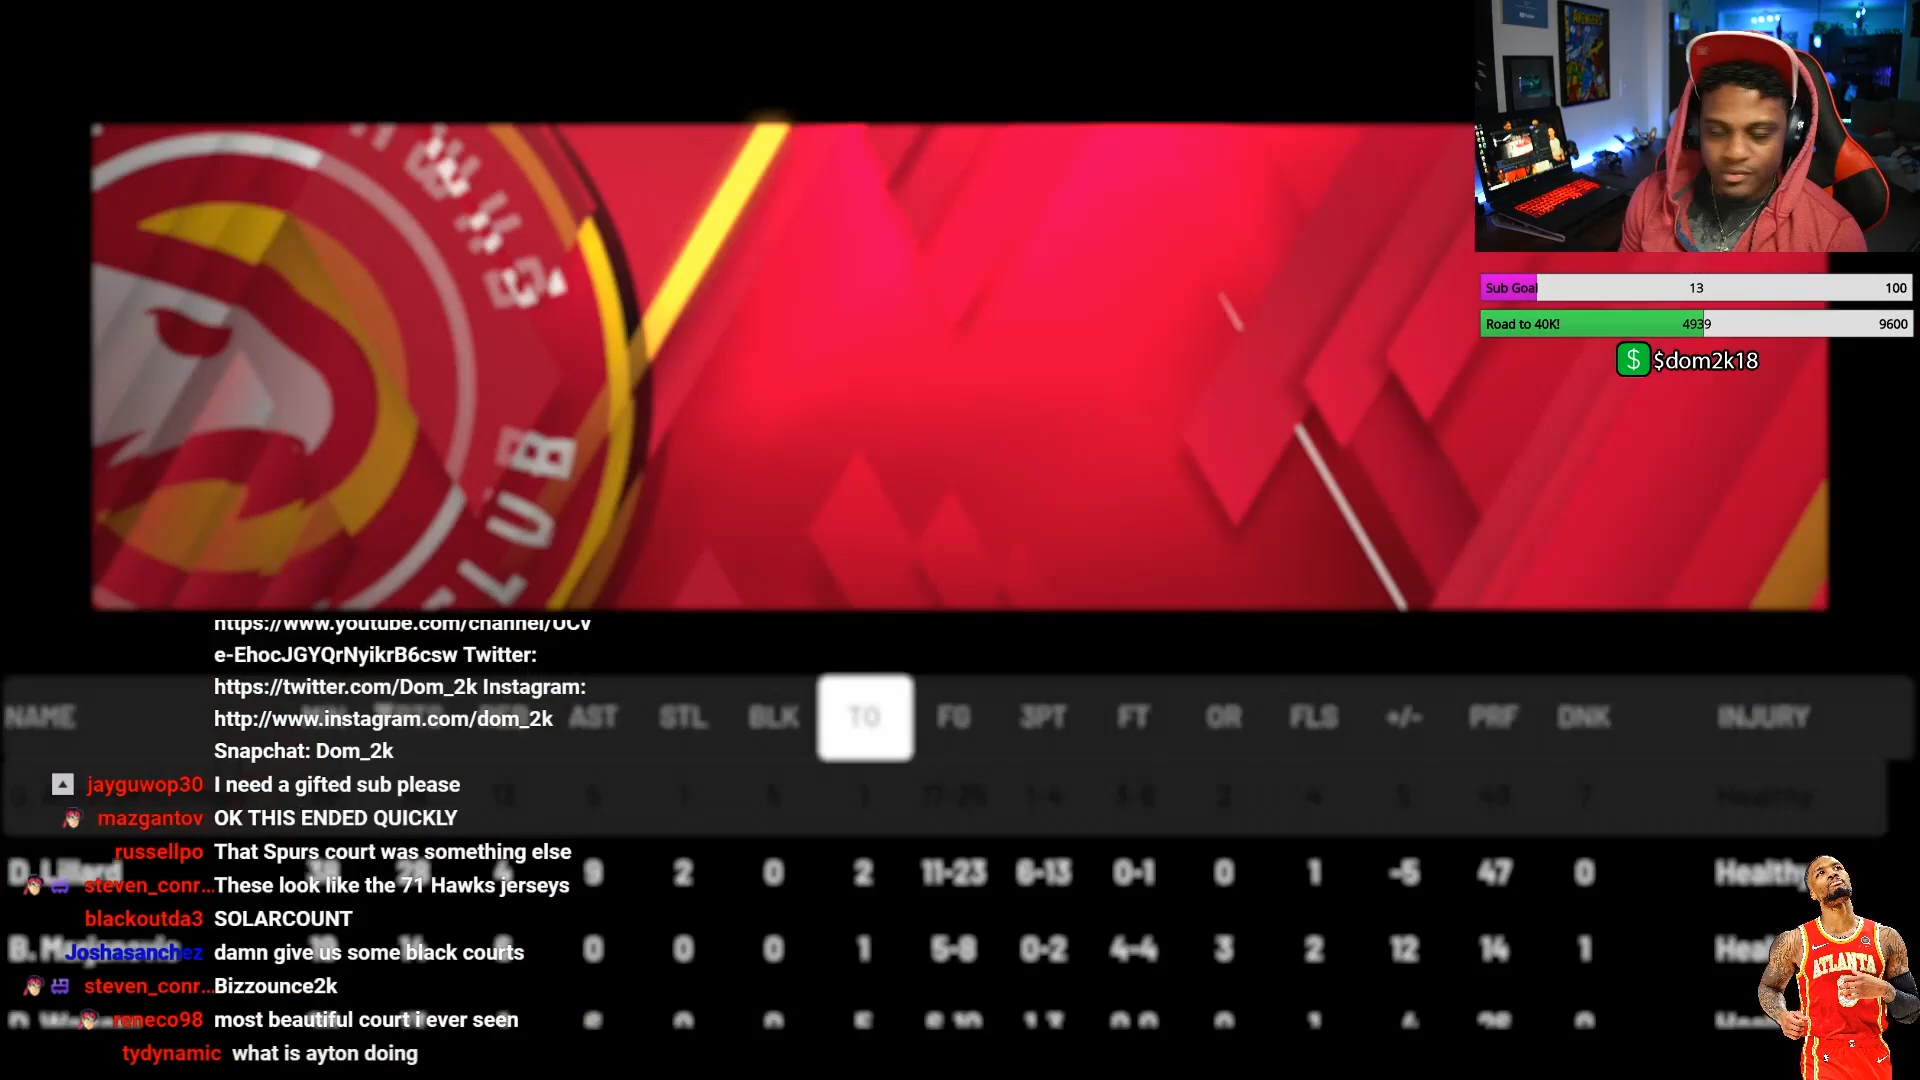 AVENGERS
Sub Goal 13 100
Road to 40K! 4939 9600
$ $dom2k18
https://www.youtube.com/channel/UCV
e-EhocJGYQrNyikrB6csw Twitter:
https://twitter.com/Dom_2k Instagram:
http://www.instagram.com/dom_2k
Snapchat: Dom_2k
NAME AST STL BLK TO FG 3PT FT OR FLS +/- PRF DNK INJURY
jayguwop30 I need a gifted sub please
mazgantov OK THIS ENDED QUICKLY
russellpo That Spurs court was something else
D. Lillard 9 2 0 2 11-23 6-13 0-1 0 1 -5 47 0 Healthy
steven_conr... These look like the 71 Hawks jerseys
blackoutda3 SOLARCOUNT
Joshasanchez damn give us some black courts
0 0 0 1 5-8 0-2 4-4 3 2 12 14 1
steven_conr... Bizzounce2k
reneco98 most beautiful court i ever seen
tydynamic what is ayton doing
ATLANTA